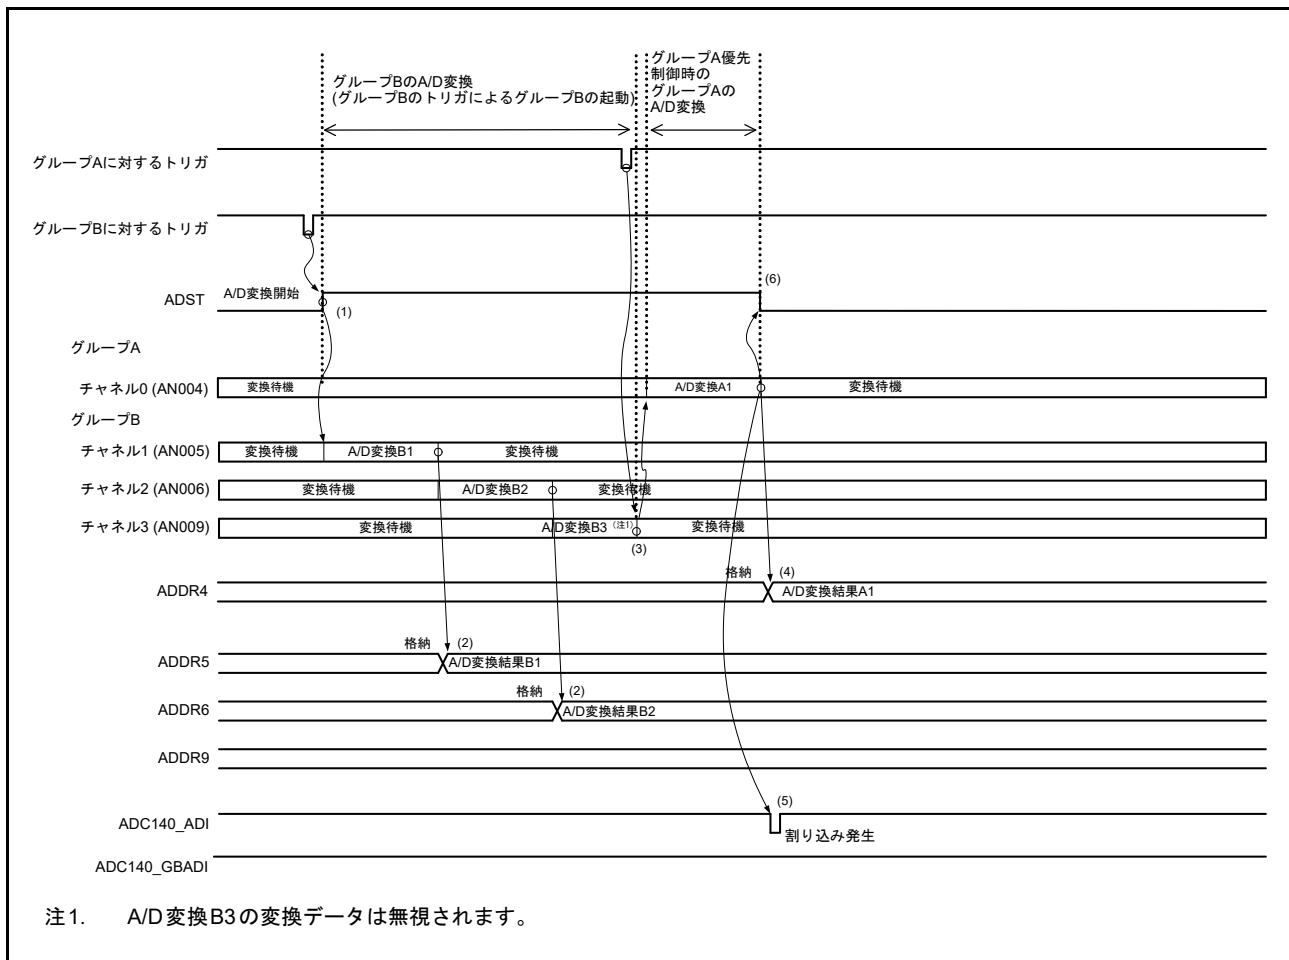 グループBのA/D変換
(グループBのトリガによるグループBの起動)
グループA優先
制御時の
グループAの
A/D変換
グループAに対するトリガ
グループBに対するトリガ
ADST
A/D変換開始
(1)
(6)
グループA
チャネル0 (AN004)
変換待機
A/D変換A1
変換待機
グループB
チャネル1 (AN005)
変換待機
A/D変換B1
変換待機
チャネル2 (AN006)
変換待機
A/D変換B2
変換待機
チャネル3 (AN009)
変換待機
A/D変換B3 (注1)
変換待機
(3)
ADDR4
格納
(4)
A/D変換結果A1
ADDR5
格納
(2)
A/D変換結果B1
ADDR6
格納
(2)
A/D変換結果B2
ADDR9
ADC140_ADI
(5)
割り込み発生
ADC140_GBADI
注1. A/D変換B3の変換データは無視されます。